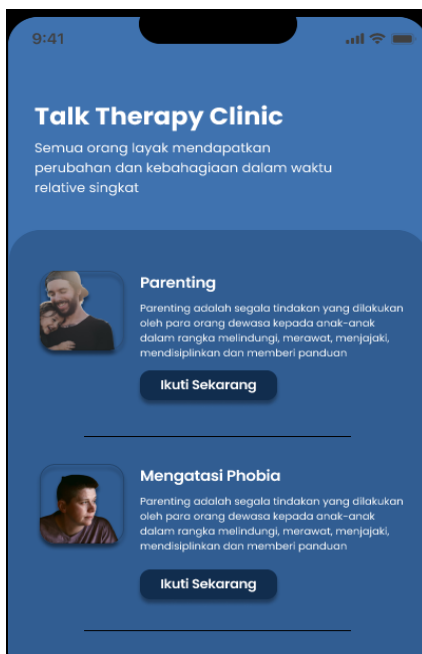 9:41
Talk Therapy Clinic
Semua orang layak mendapatkan
perubahan dan kebahagiaan dalam waktu
relative singkat
Parenting
Parenting adalah segala tindakan yang dilakukan
oleh para orang dewasa kepada anak-anak
dalam rangka melindungi, merawat, menjajaki,
mendisiplinkan dan memberi panduan
Ikuti Sekarang
Mengatasi Phobia
Parenting adalah segala tindakan yang dilakukan
oleh para orang dewasa kepada anak-anak
dalam rangka melindungi, merawat, menjajaki,
mendisiplinkan dan memberi panduan
Ikuti Sekarang